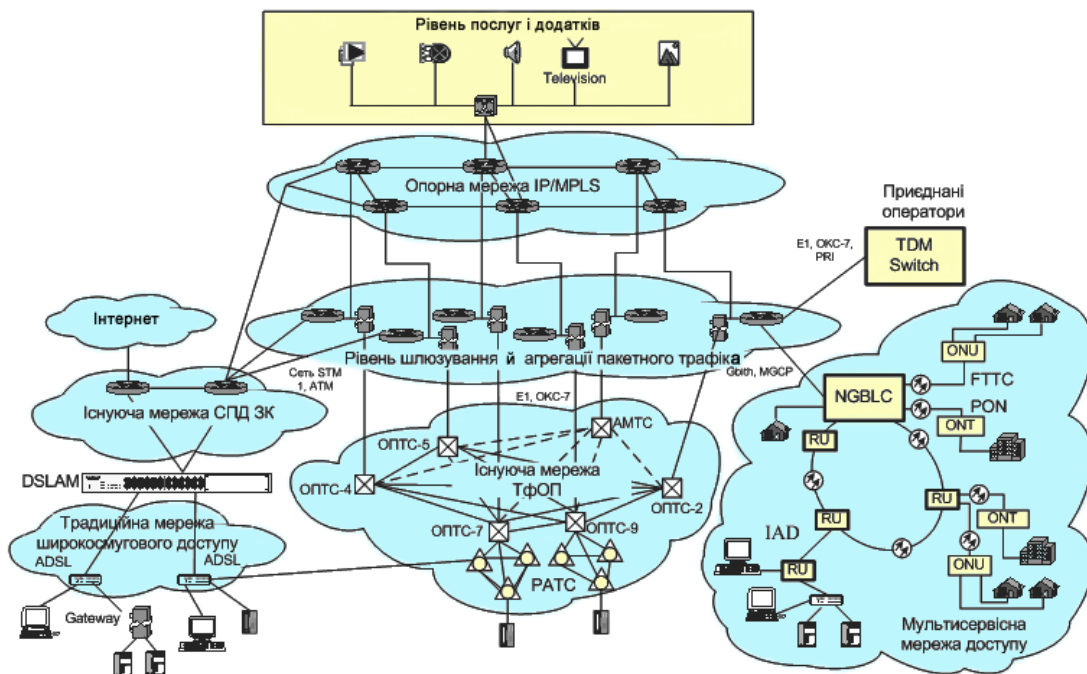 Рівень послуг і додатків
Television
Опорна мережа IP/MPLS
Приєднані
оператори
TDM
Switch
E1, ОКС-7,
PRI
Інтернет
Рівень шлюзування й агрегації пакетного трафіка
Сеть STM
1, ATM
Gbith, MGCP
E1, ОКС-7
Існуюча мережа СПД ЗК
DSLAM
Традиційна мережа
широкосмугового доступу
ADSL
ADSL
Gateway
ОПТС-5
АМТС
ОПТС-4
Існуюча мережа
ТфОП
ОПТС-2
ОПТС-7
ОПТС-9
РАТС
ONU
FTTC
NGBLC
PON
ONT
RU
RU
RU
ONT
IAD
RU
ONU
Мультисервісна
мережа доступу